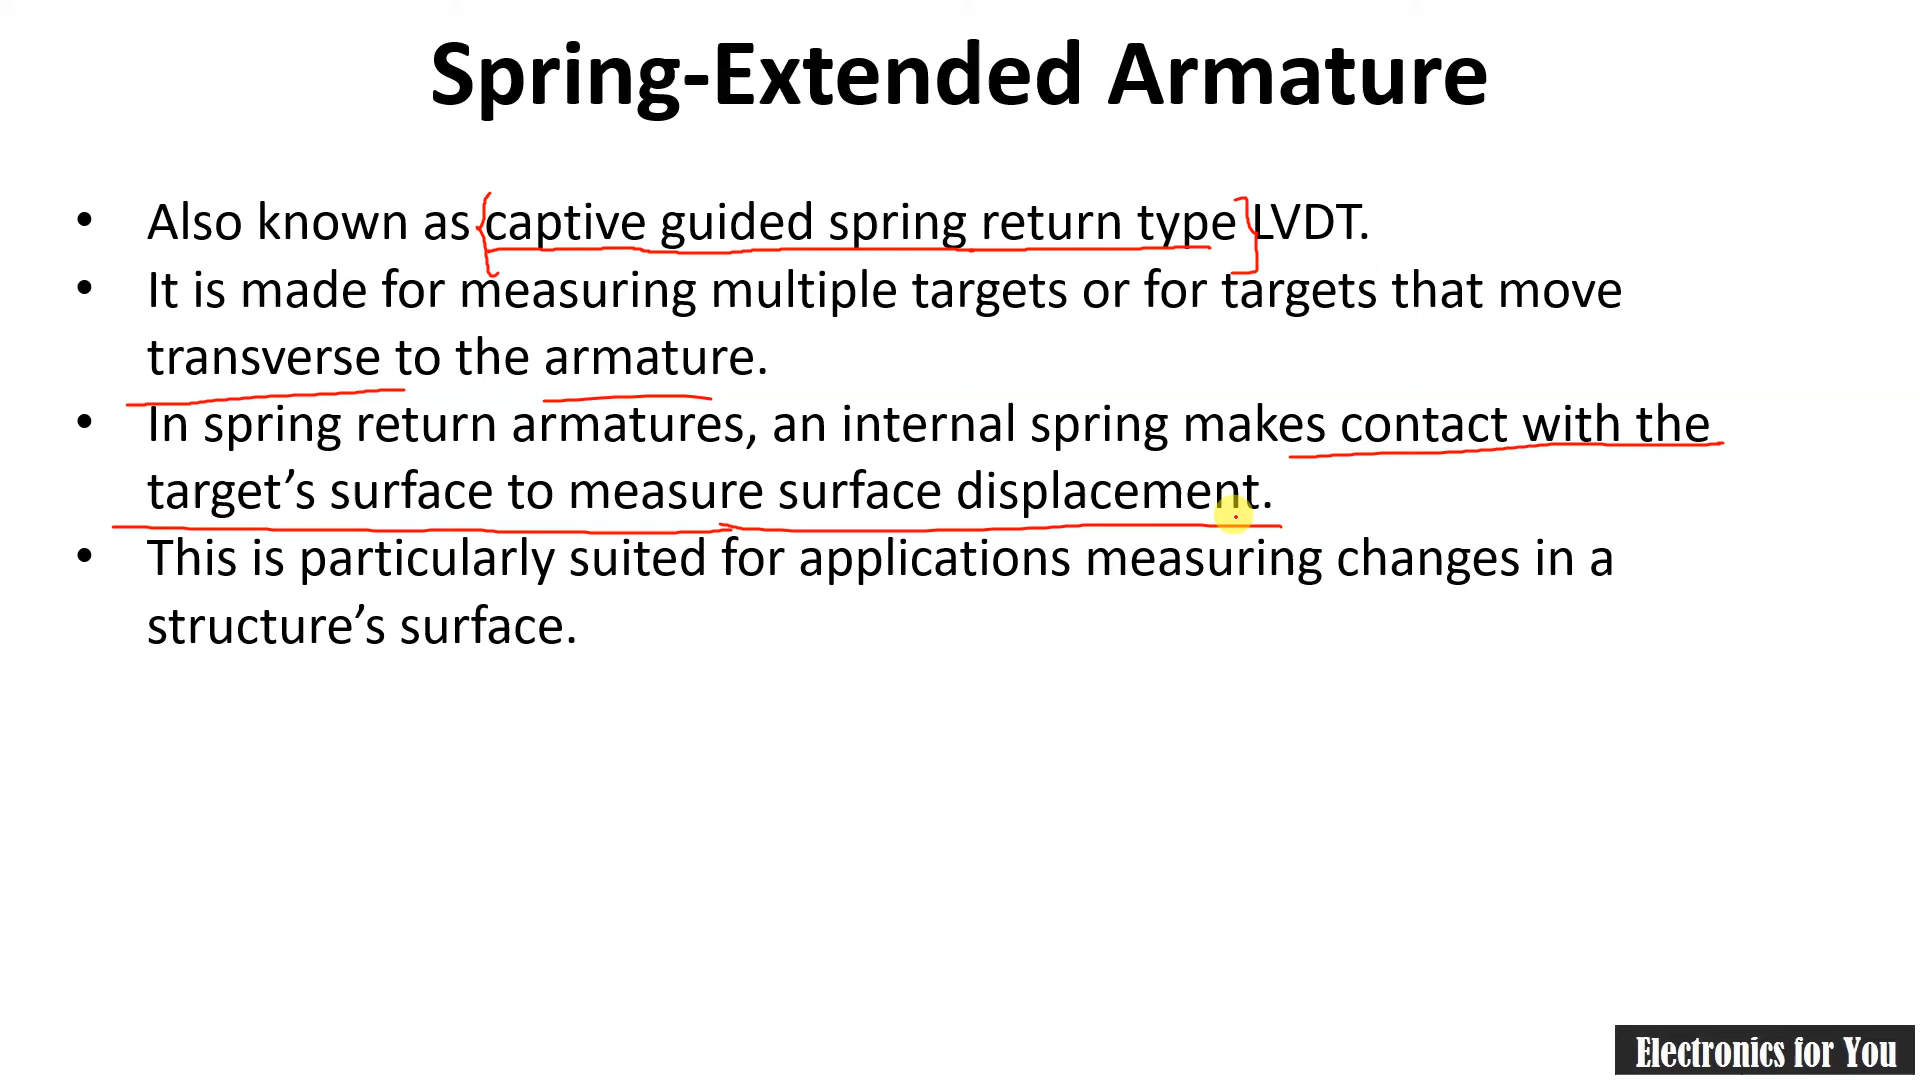 Spring-Extended Armature
• Also known as captive guided spring return type LVDT.
• It is made for measuring multiple targets or for targets that move
transverse to the armature.
• In spring return armatures, an internal spring makes contact with the
target’s surface to measure surface displacement.
• This is particularly suited for applications measuring changes in a
structure’s surface.
Electronics for You